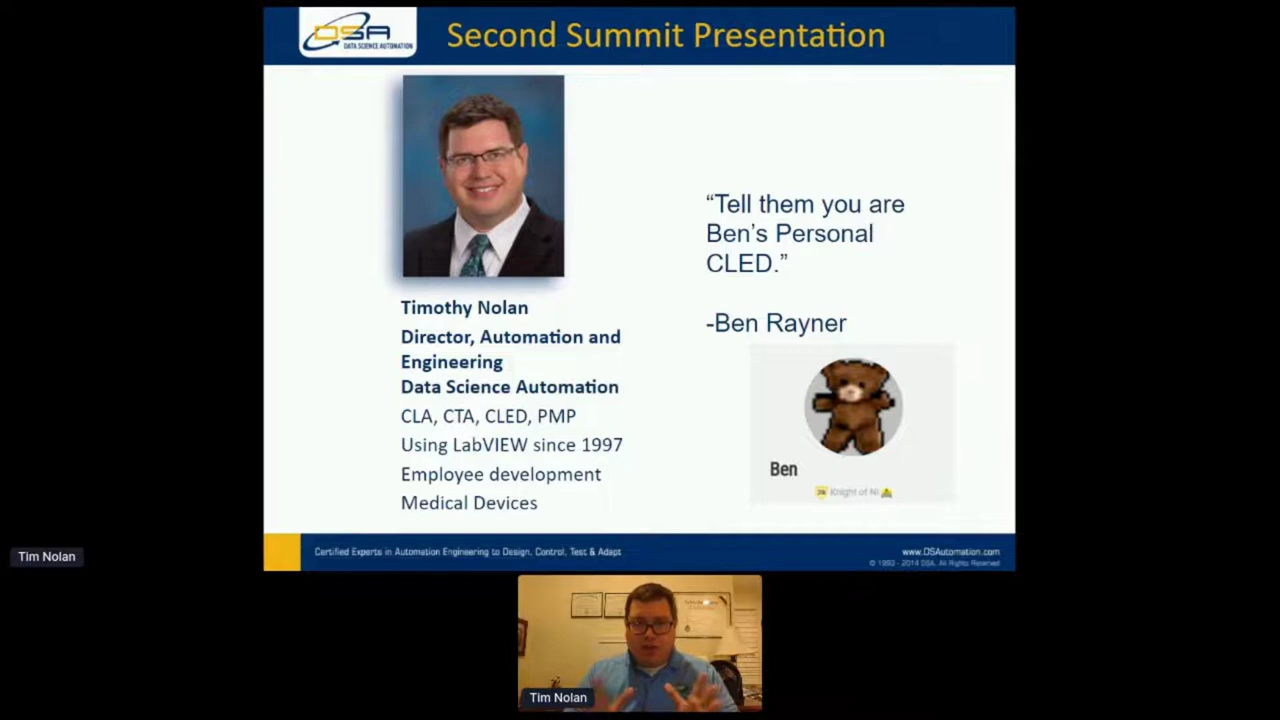 DSA
DATA SCIENCE AUTOMATION
Second Summit Presentation
Timothy Nolan
Director, Automation and
Engineering
Data Science Automation
CLA, CTA, CLED, PMP
Using LabVIEW since 1997
Employee development
Medical Devices
“Tell them you are
Ben’s Personal
CLED.”
-Ben Rayner
Ben
Knight of NI
Certified Experts in Automation Engineering to Design, Control, Test & Adapt
www.DSAutomation.com
© 1993 - 2014 DSA, All Rights Reserved
Tim Nolan
Tim Nolan